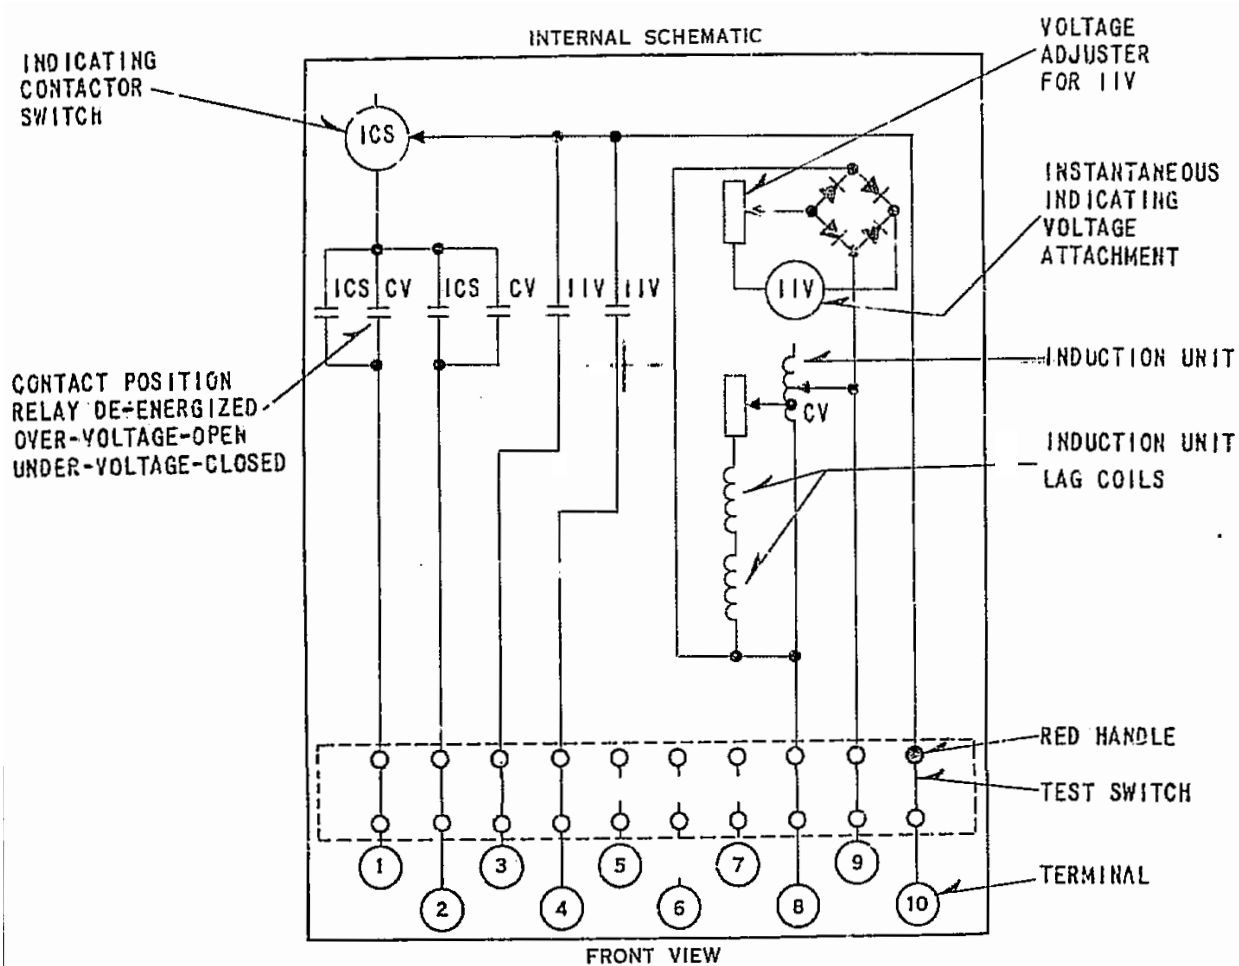 INTERNAL SCHEMATIC
VOLTAGE
ADJUSTER
FOR IIV
INDICATING
CONTACTOR
SWITCH
ICS
INSTANTANEOUS
INDICATING
VOLTAGE
ATTACHMENT
ICS CV ICS CV IIV IIV
IIV
INDUCTION UNIT
CV
CONTACT POSITION
RELAY DE-ENERGIZED
OVER-VOLTAGE-OPEN
UNDER-VOLTAGE-CLOSED
INDUCTION UNIT
LAG COILS
RED HANDLE
TEST SWITCH
TERMINAL
1 3 5 7 9
2 4 6 8 10
FRONT VIEW